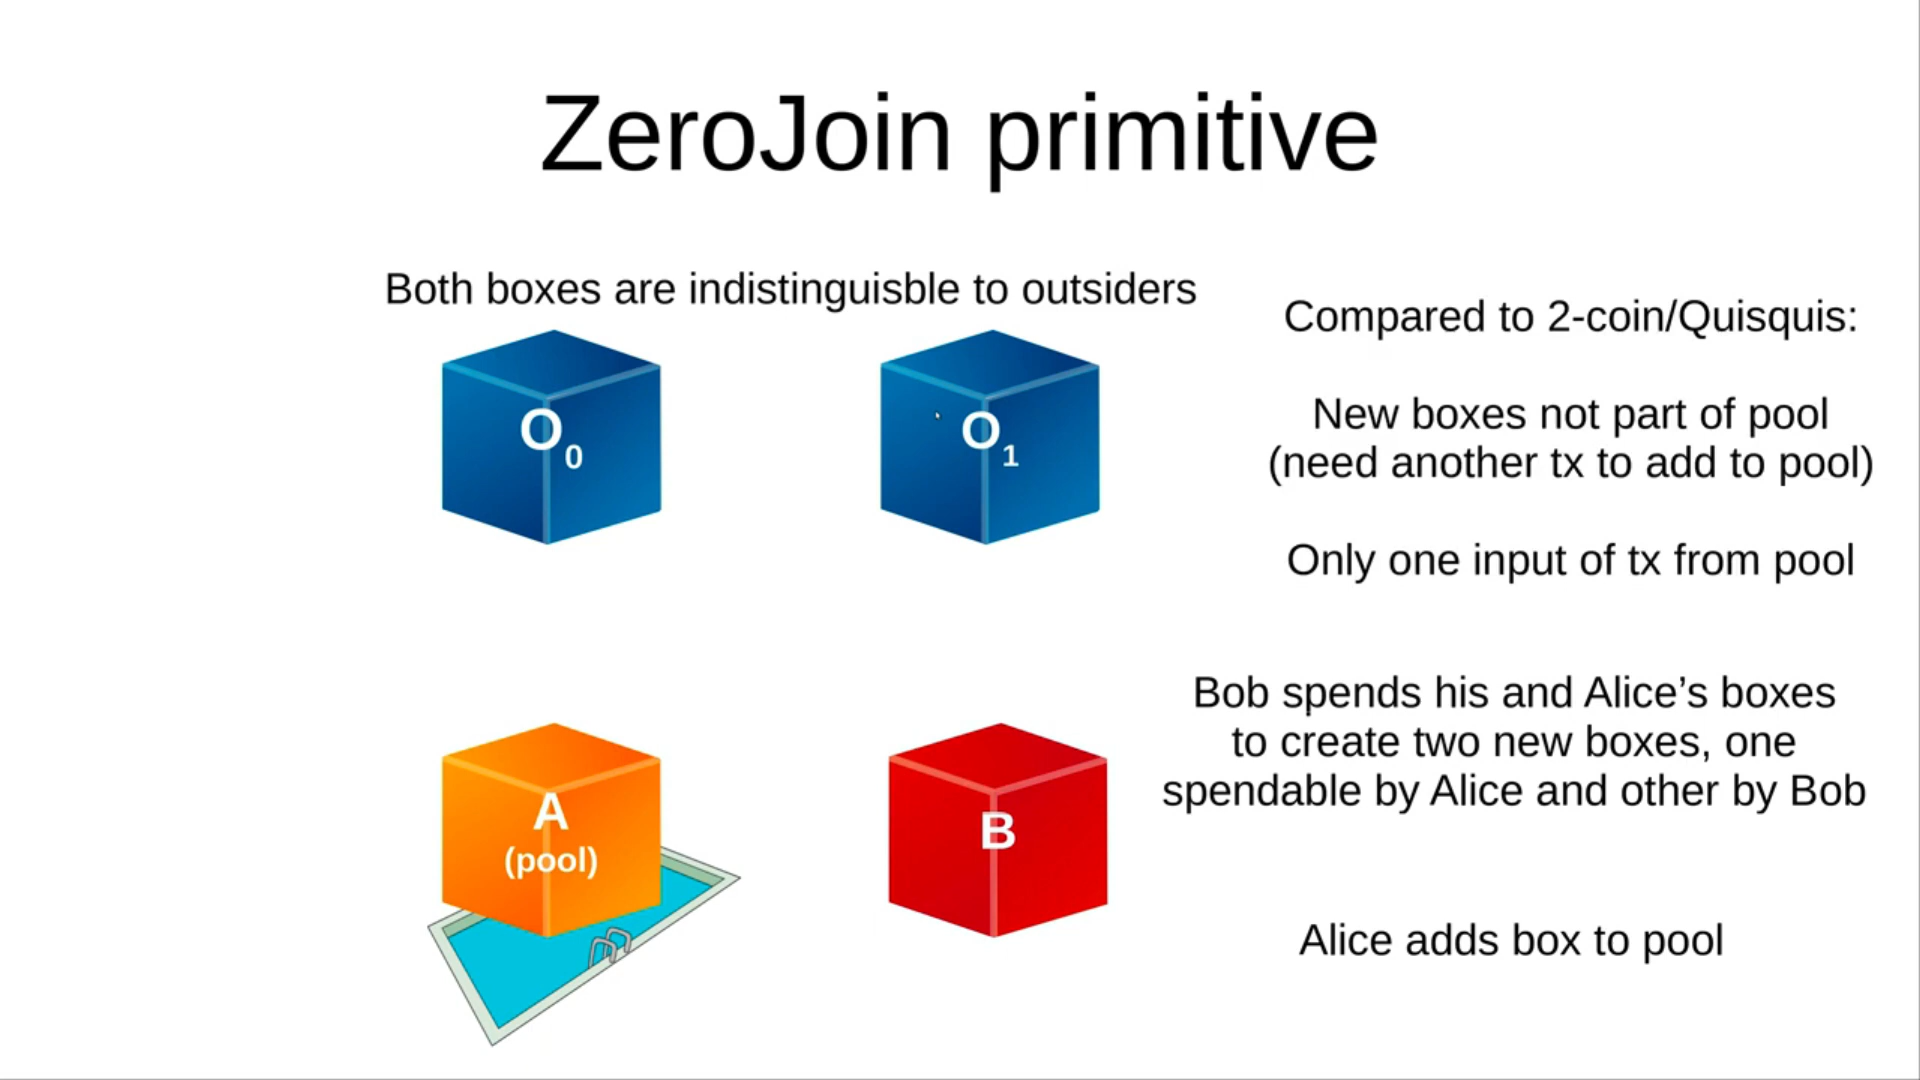 ZeroJoin primitive
Both boxes are indistinguisble to outsiders
O0
O1
Compared to 2-coin/Quisquis:
New boxes not part of pool
(need another tx to add to pool)
Only one input of tx from pool
A
(pool)
B
Bob spends his and Alice’s boxes
to create two new boxes, one
spendable by Alice and other by Bob
Alice adds box to pool